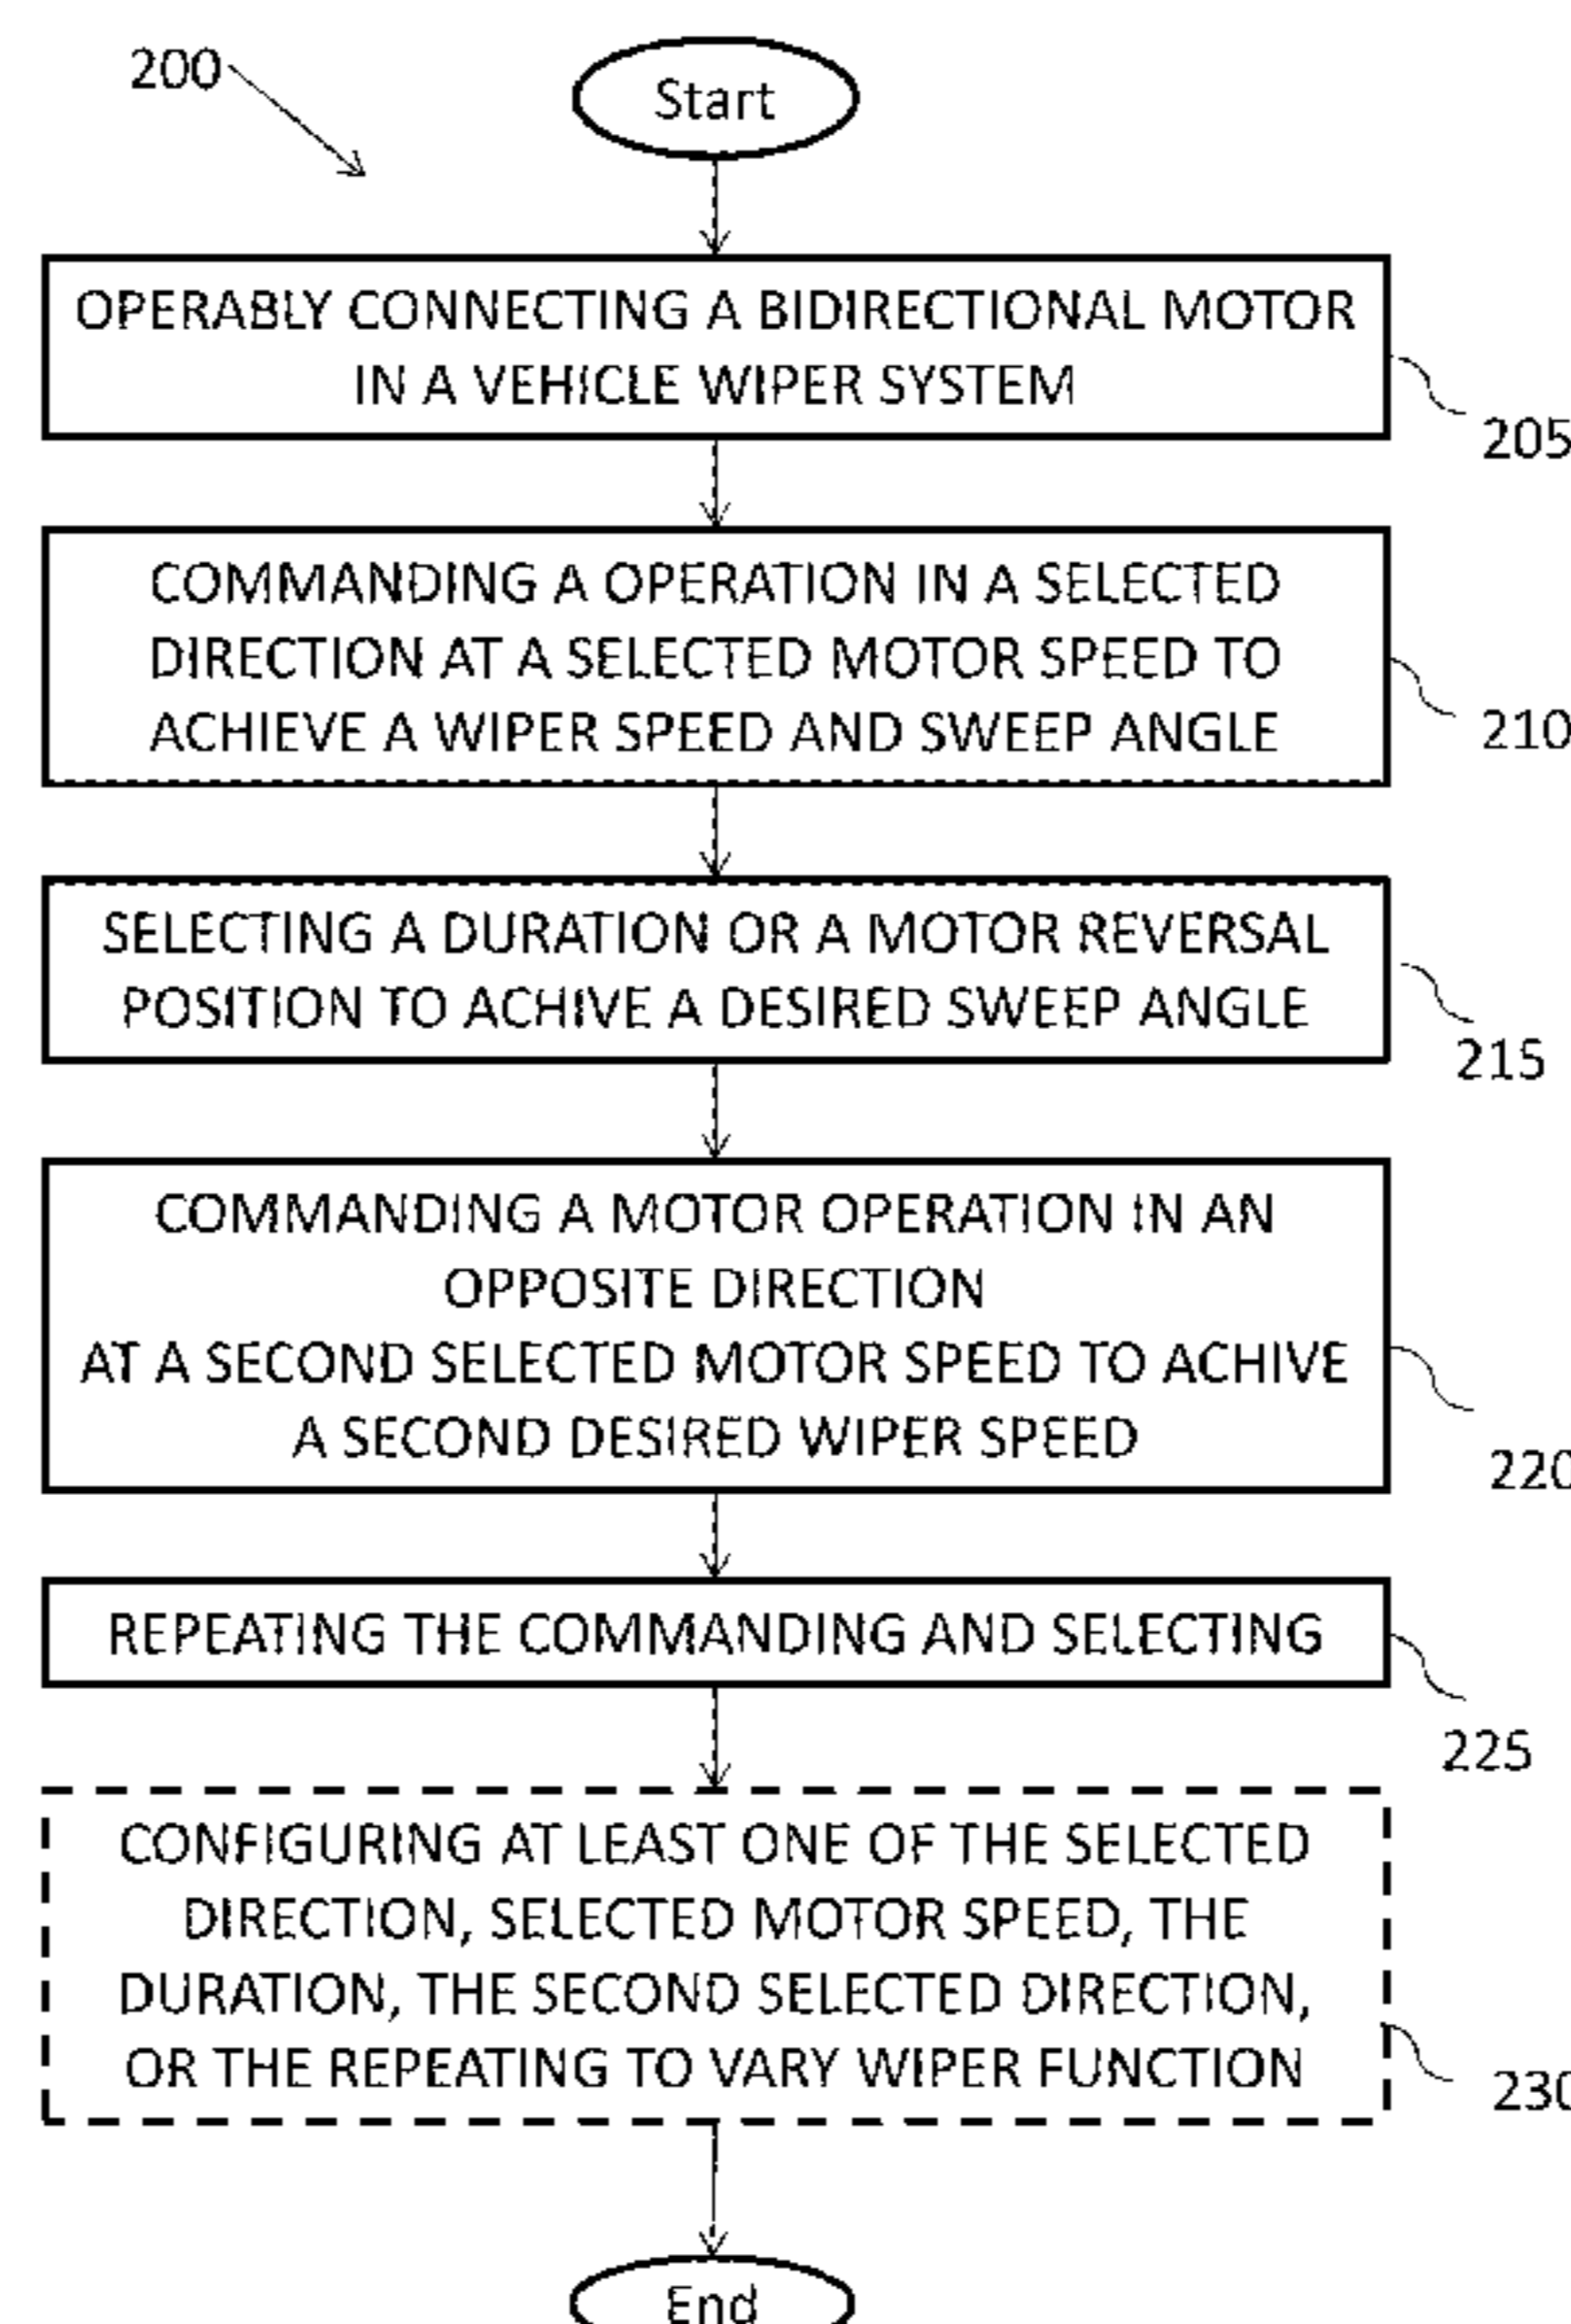 200
Start
OPERABLY CONNECTING A BIDIRECTIONAL MOTOR
IN A VEHICLE WIPER SYSTEM
205
COMMANDING A OPERATION IN A SELECTED
DIRECTION AT A SELECTED MOTOR SPEED TO
ACHIEVE A WIPER SPEED AND SWEEP ANGLE
210
SELECTING A DURATION OR A MOTOR REVERSAL
POSITION TO ACHIVE A DESIRED SWEEP ANGLE
215
COMMANDING A MOTOR OPERATION IN AN
OPPOSITE DIRECTION
AT A SECOND SELECTED MOTOR SPEED TO ACHIVE
A SECOND DESIRED WIPER SPEED
220
REPEATING THE COMMANDING AND SELECTING
225
CONFIGURING AT LEAST ONE OF THE SELECTED
DIRECTION, SELECTED MOTOR SPEED, THE
DURATION, THE SECOND SELECTED DIRECTION,
OR THE REPEATING TO VARY WIPER FUNCTION
230
End